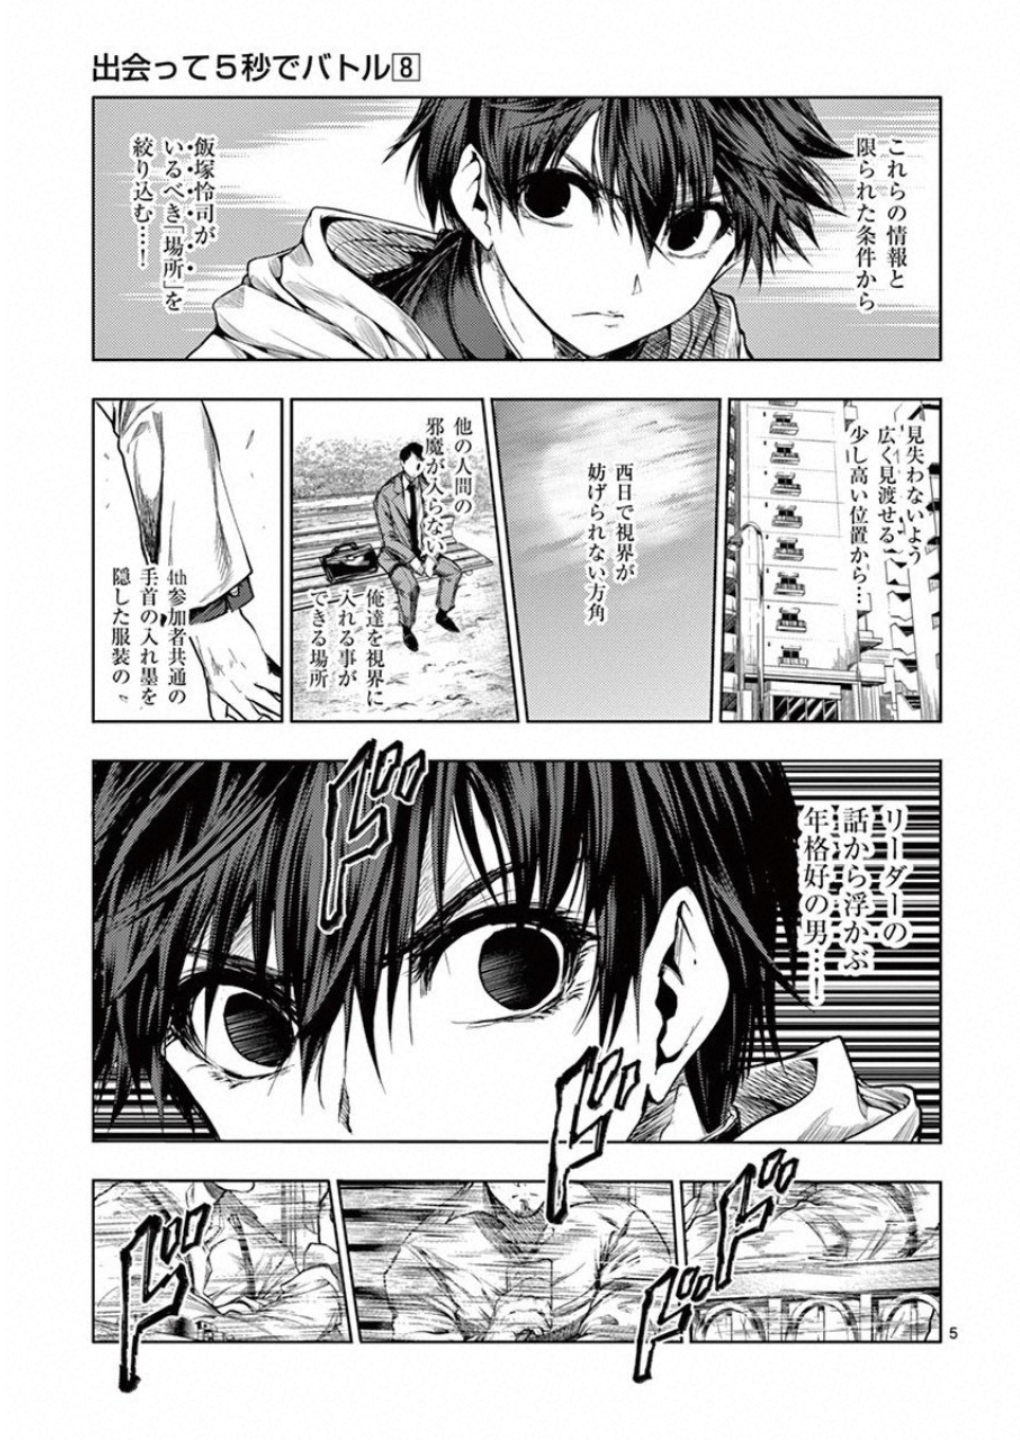 出会って5秒でバトル8
これらの情報と
限られた条件から
飯塚怜司が
いるべき「場所」を
絞り込む…!
見失わないよう
広く見渡せる
少し高い位置から…
西日で視界が
妨げられない方角
他の人間の
邪魔が入らない
俺達を視界に
入れる事が
できる場所
4th参加者共通の
手首の入れ墨を
隠した服装の
リーダーの
話から浮かぶ
年格好の男…!
ドッ
ドッ
ドッ
ドッ
5